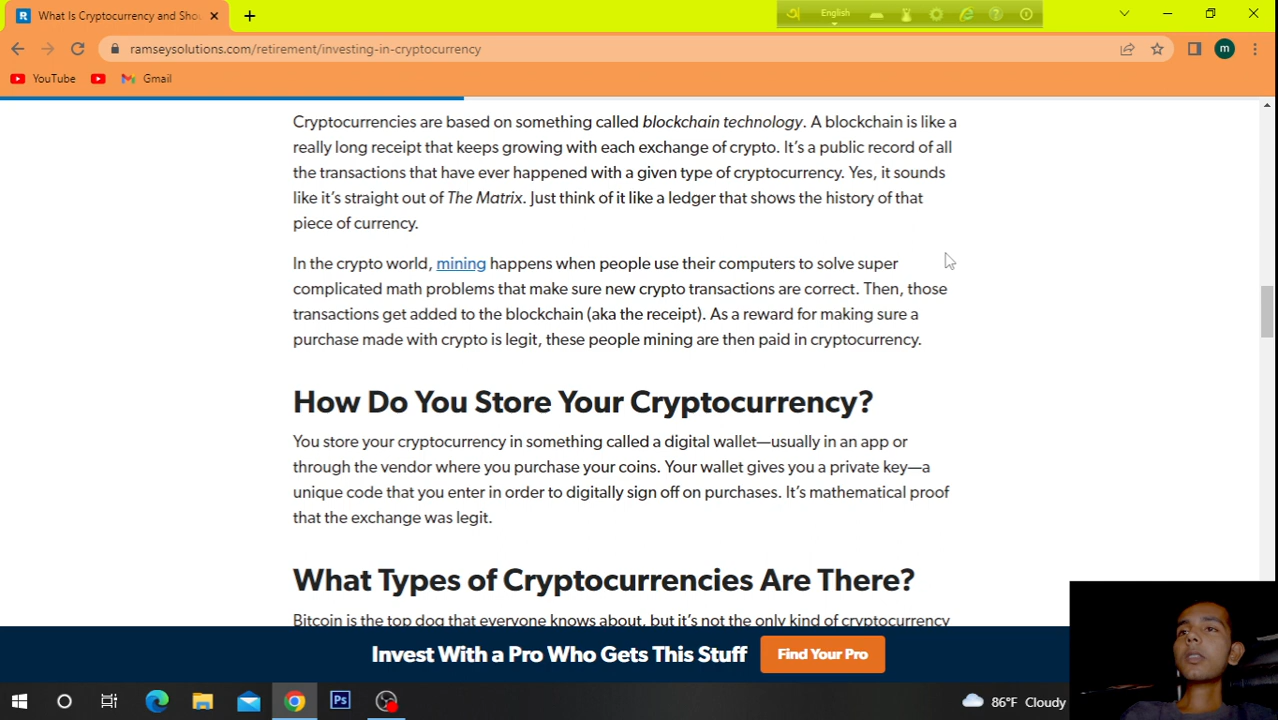 What Is Cryptocurrency and Shou
English
ramseysolutions.com/retirement/investing-in-cryptocurrency
m
YouTube
Gmail
Cryptocurrencies are based on something called blockchain technology. A blockchain is like a
really long receipt that keeps growing with each exchange of crypto. It's a public record of all
the transactions that have ever happened with a given type of cryptocurrency. Yes, it sounds
like it's straight out of The Matrix. Just think of it like a ledger that shows the history of that
piece of currency.
In the crypto world, mining happens when people use their computers to solve super
complicated math problems that make sure new crypto transactions are correct. Then, those
transactions get added to the blockchain (aka the receipt). As a reward for making sure a
purchase made with crypto is legit, these people mining are then paid in cryptocurrency.
How Do You Store Your Cryptocurrency?
You store your cryptocurrency in something called a digital wallet—usually in an app or
through the vendor where you purchase your coins. Your wallet gives you a private key—a
unique code that you enter in order to digitally sign off on purchases. It's mathematical proof
that the exchange was legit.
What Types of Cryptocurrencies Are There?
Bitcoin is the top dog that everyone knows about, but it's not the only kind of cryptocurrency
Invest With a Pro Who Gets This Stuff
Find Your Pro
Ps
86°F Cloudy